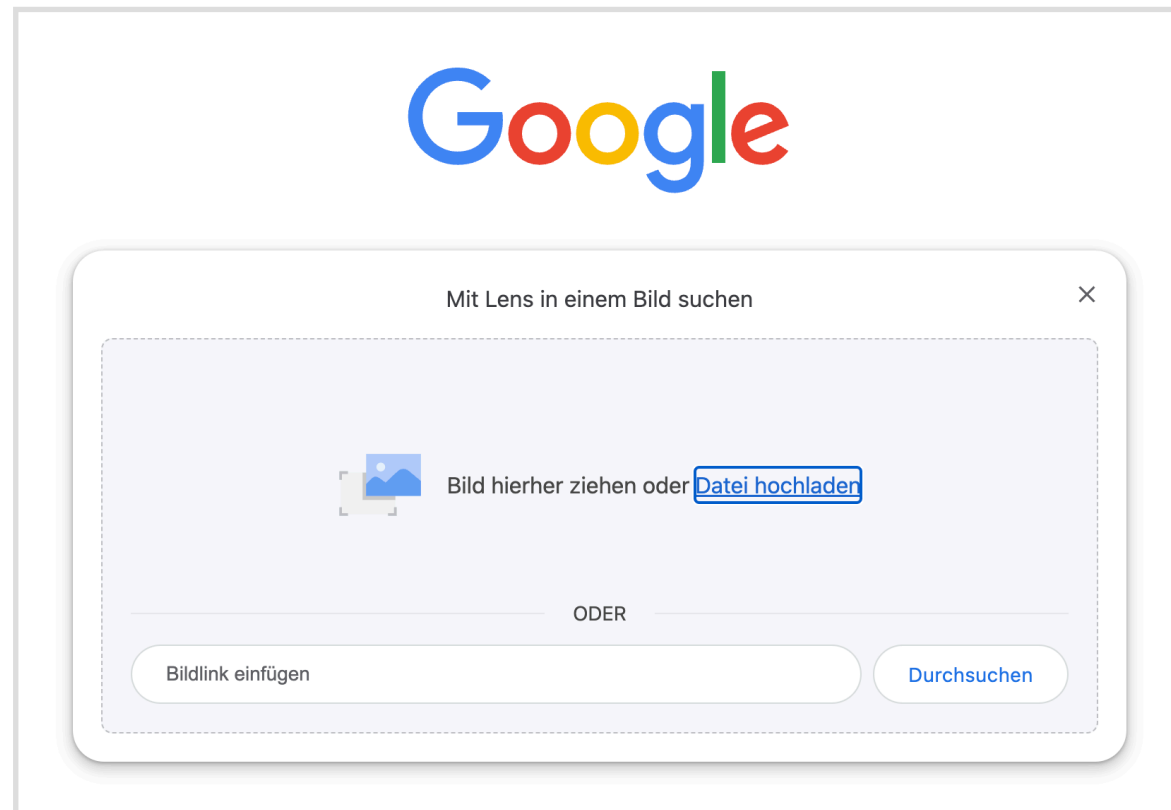 Google
Mit Lens in einem Bild suchen
Bild hierher ziehen oder Datei hochladen
ODER
Bildlink einfügen
Durchsuchen